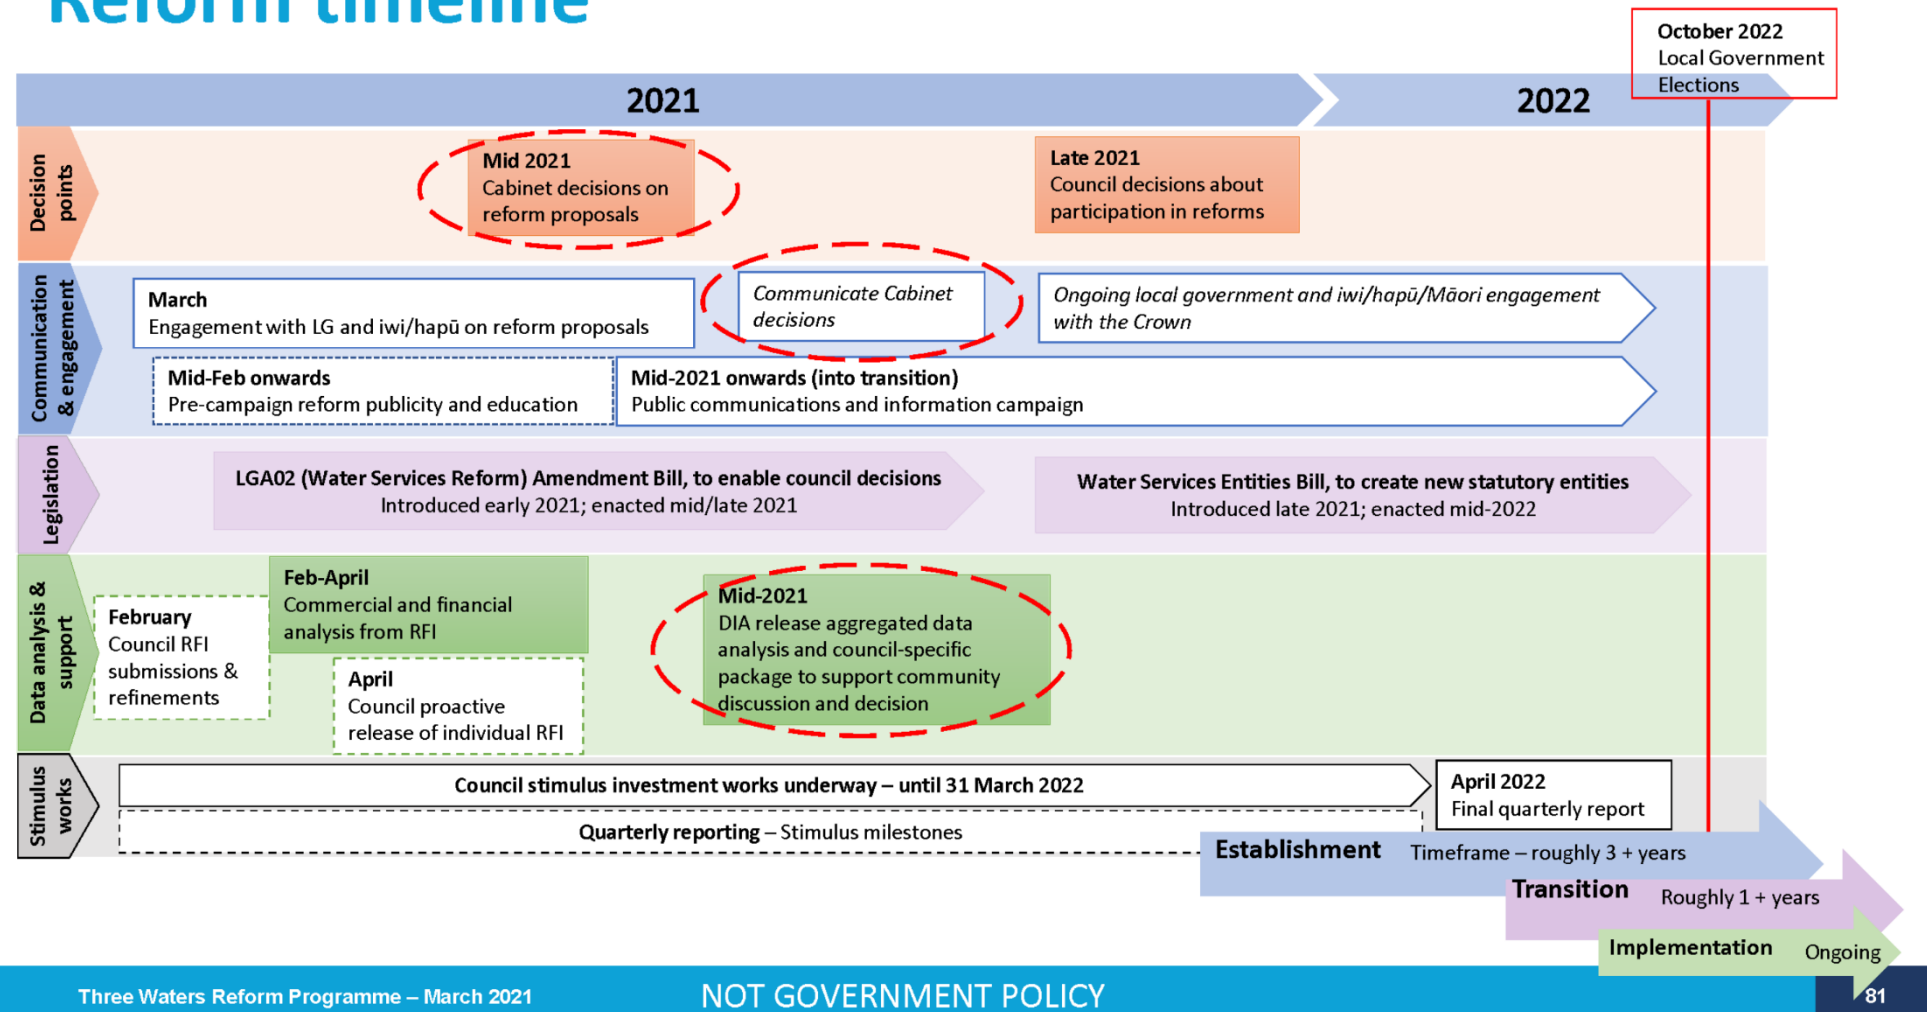 Reform timeline
October 2022
Local Government
Elections
2021
2022
Decision
points
Mid 2021
Cabinet decisions on
reform proposals
Late 2021
Council decisions about
participation in reforms
Communication
& engagement
March
Engagement with LG and iwi/hapū on reform proposals
Communicate Cabinet
decisions
Ongoing local government and iwi/hapū/Māori engagement
with the Crown
Mid-Feb onwards
Pre-campaign reform publicity and education
Mid-2021 onwards (into transition)
Public communications and information campaign
Legislation
LGA02 (Water Services Reform) Amendment Bill, to enable council decisions
Introduced early 2021; enacted mid/late 2021
Water Services Entities Bill, to create new statutory entities
Introduced late 2021; enacted mid-2022
Data analysis &
support
February
Council RFI
submissions &
refinements
Feb-April
Commercial and financial
analysis from RFI
April
Council proactive
release of individual RFI
Mid-2021
DIA release aggregated data
analysis and council-specific
package to support community
discussion and decision
Stimulus
works
Council stimulus investment works underway – until 31 March 2022
Quarterly reporting – Stimulus milestones
April 2022
Final quarterly report
Establishment Timeframe – roughly 3 + years
Transition Roughly 1 + years
Implementation Ongoing
Three Waters Reform Programme – March 2021
NOT GOVERNMENT POLICY
81